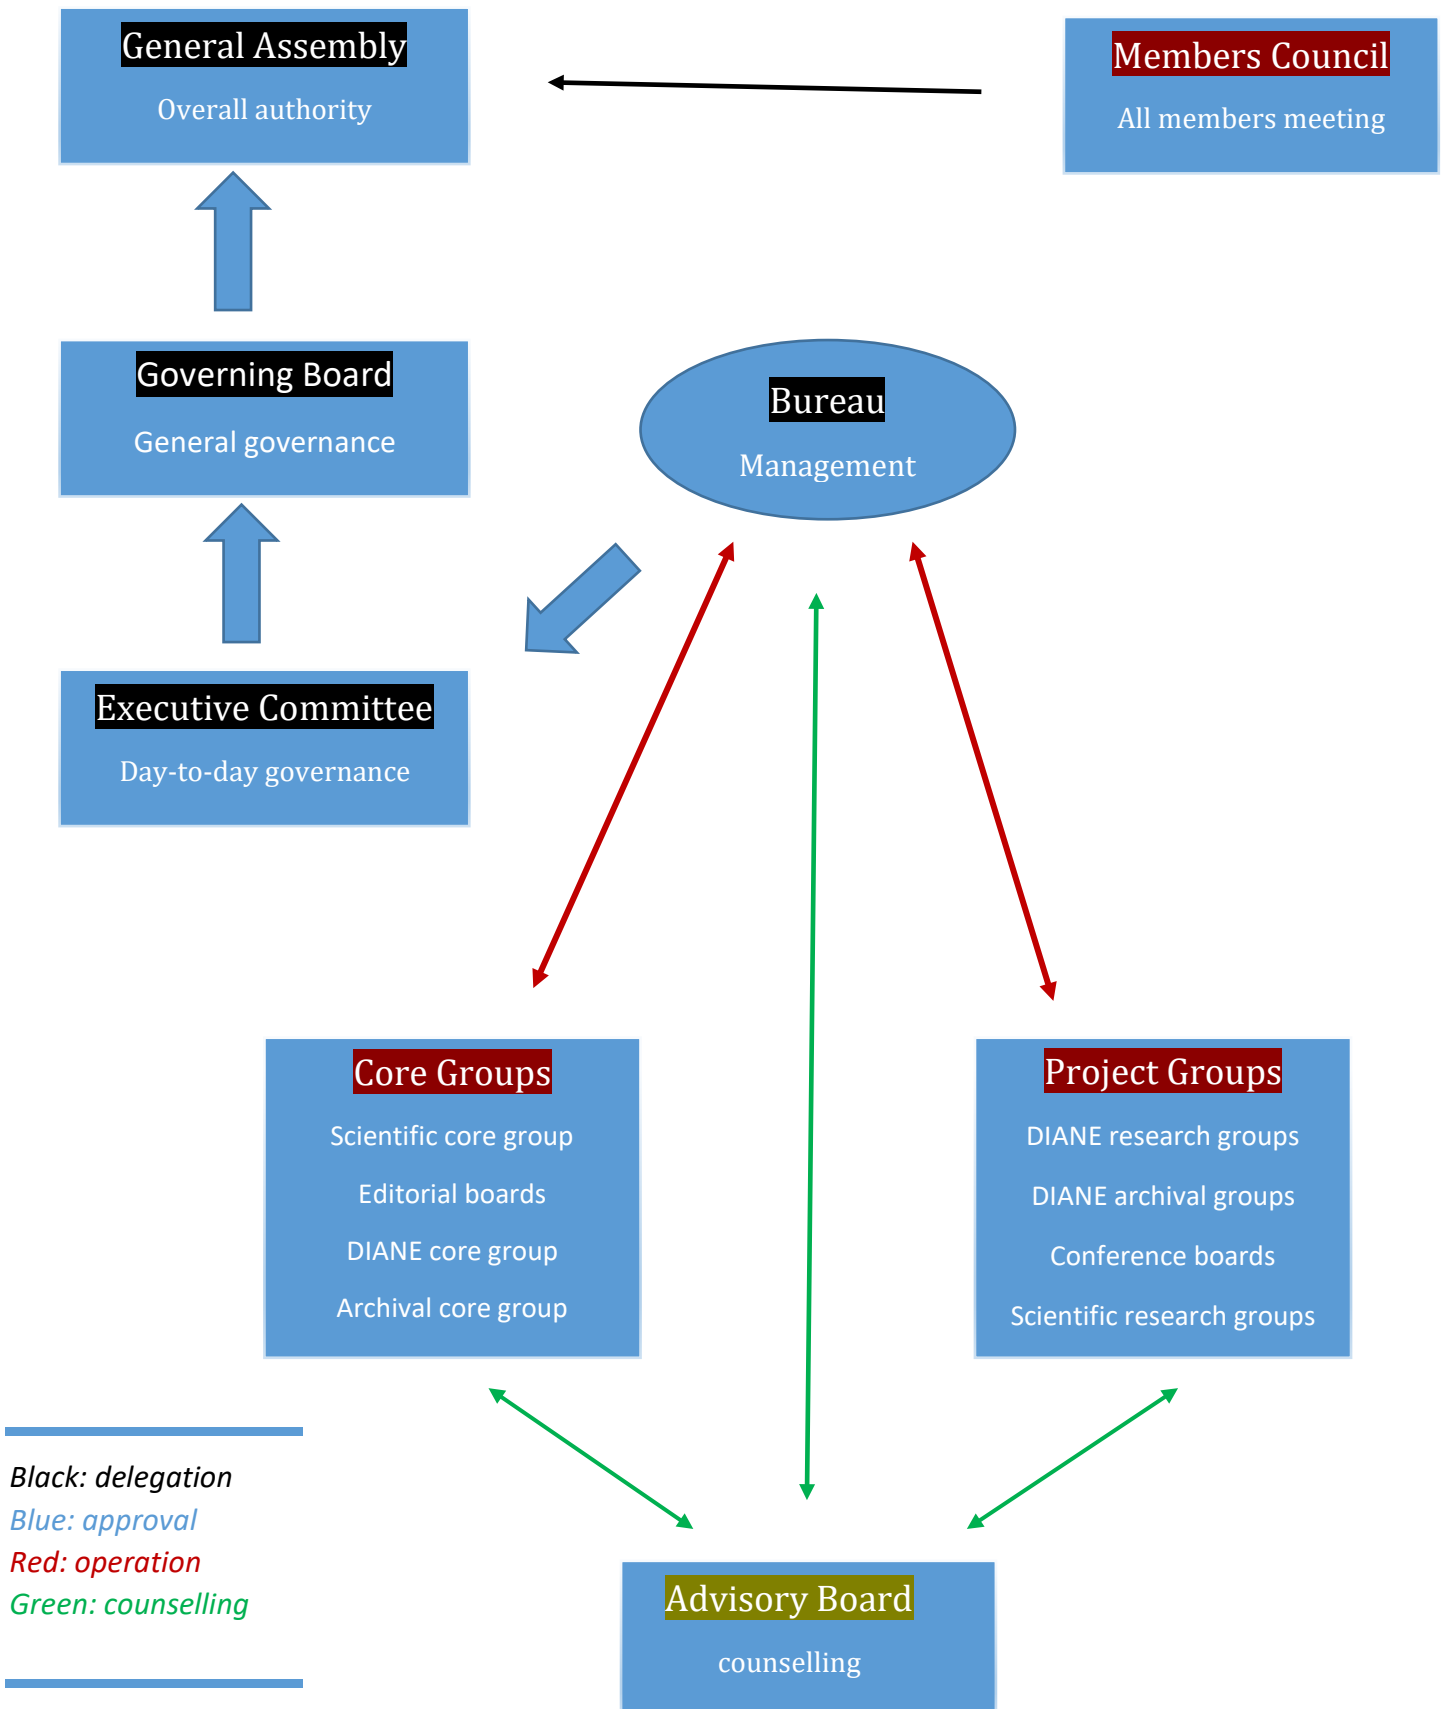 General Assembly
Overall authority
Members Council
All members meeting
Governing Board
General governance
Bureau
Management
Executive Committee
Day-to-day governance
Core Groups
Scientific core group
Editorial boards
DIANE core group
Archival core group
Project Groups
DIANE research groups
DIANE archival groups
Conference boards
Scientific research groups
Black: delegation
Blue: approval
Red: operation
Green: counselling
Advisory Board
counselling